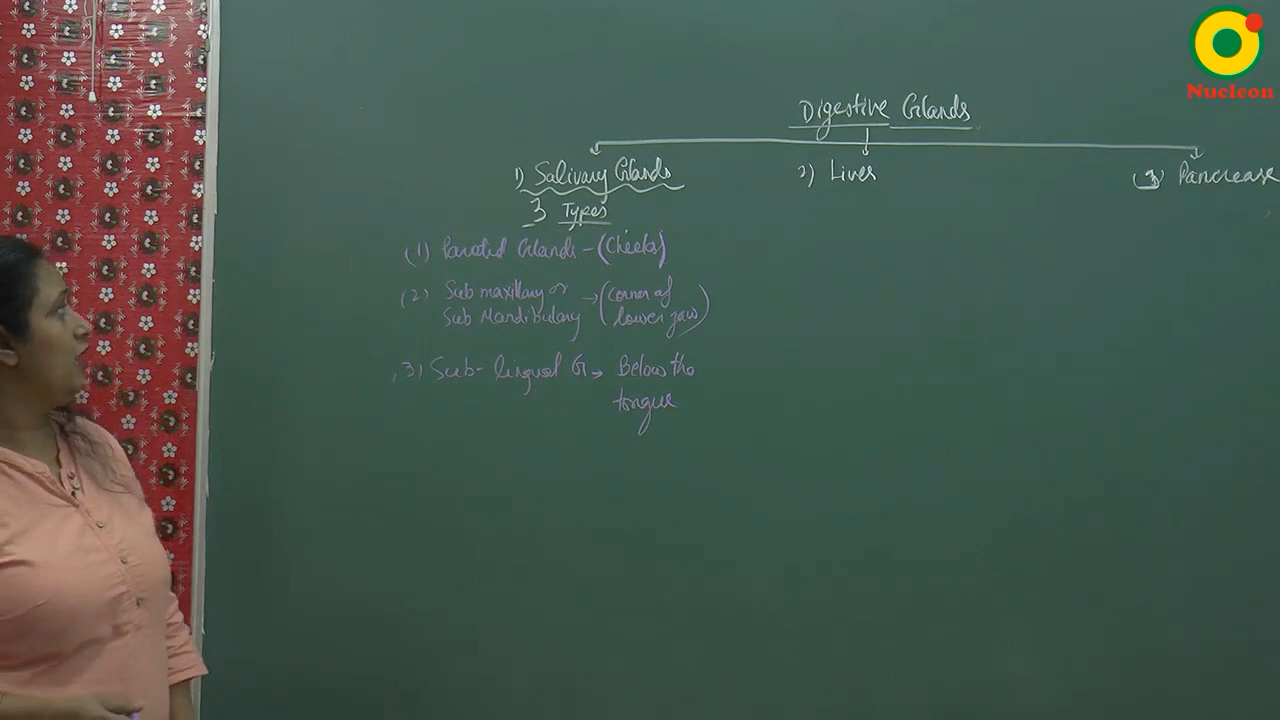 Nucleon
Digestive Glands
1) Salivary Glands
2) Liver
3) Pancrease
3 Types
(1) Parotid Glands - (Cheeks)
(2) Sub maxillary or → (Corner of
Sub Mandibulary lower jaw)
(3) Sub-lingual G → Below the
tongue